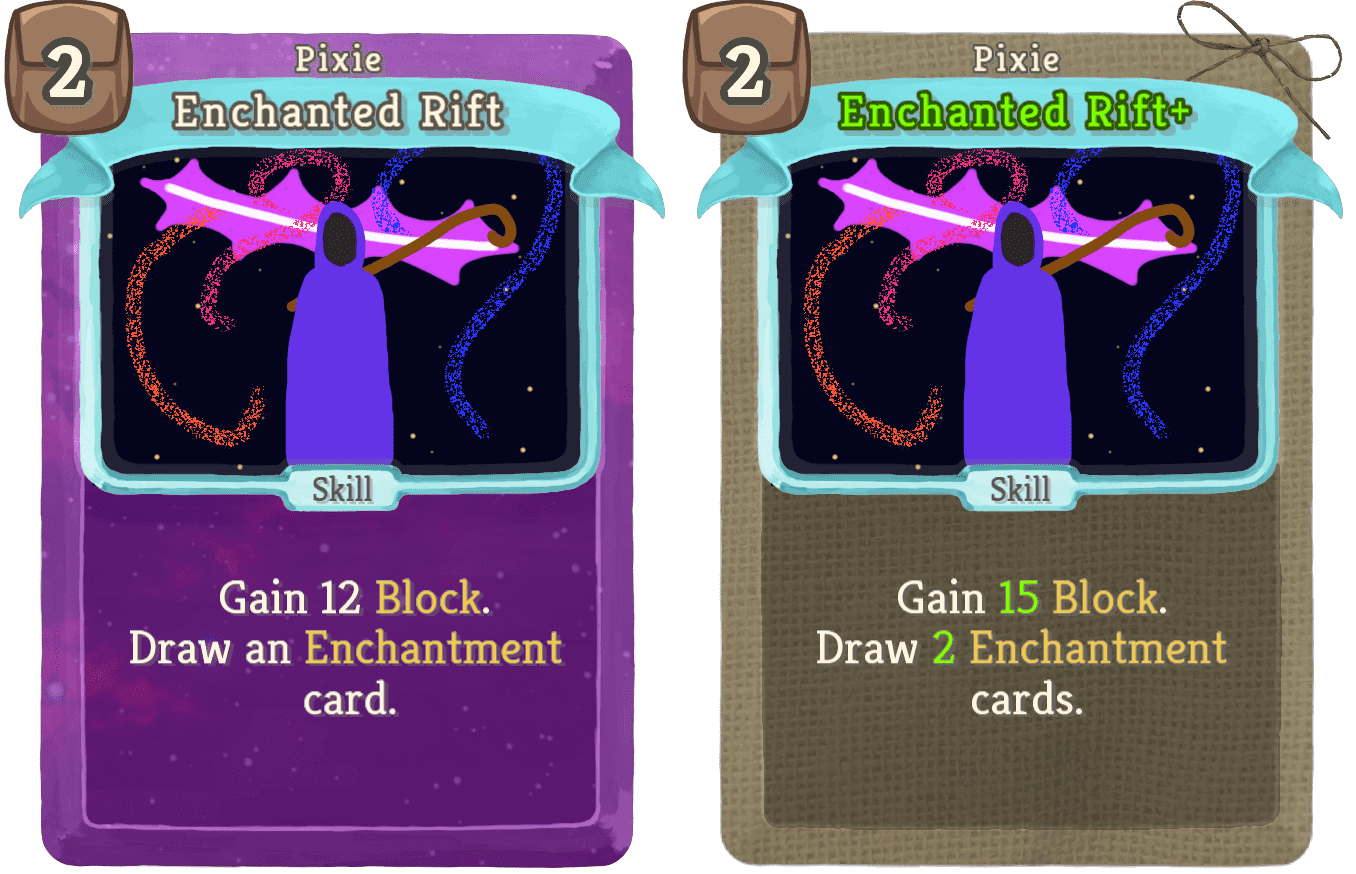 2
Pixie
Enchanted Rift
Skill
Gain 12 Block.
Draw an Enchantment
card.
2
Pixie
Enchanted Rift+
Skill
Gain 15 Block.
Draw 2 Enchantment
cards.